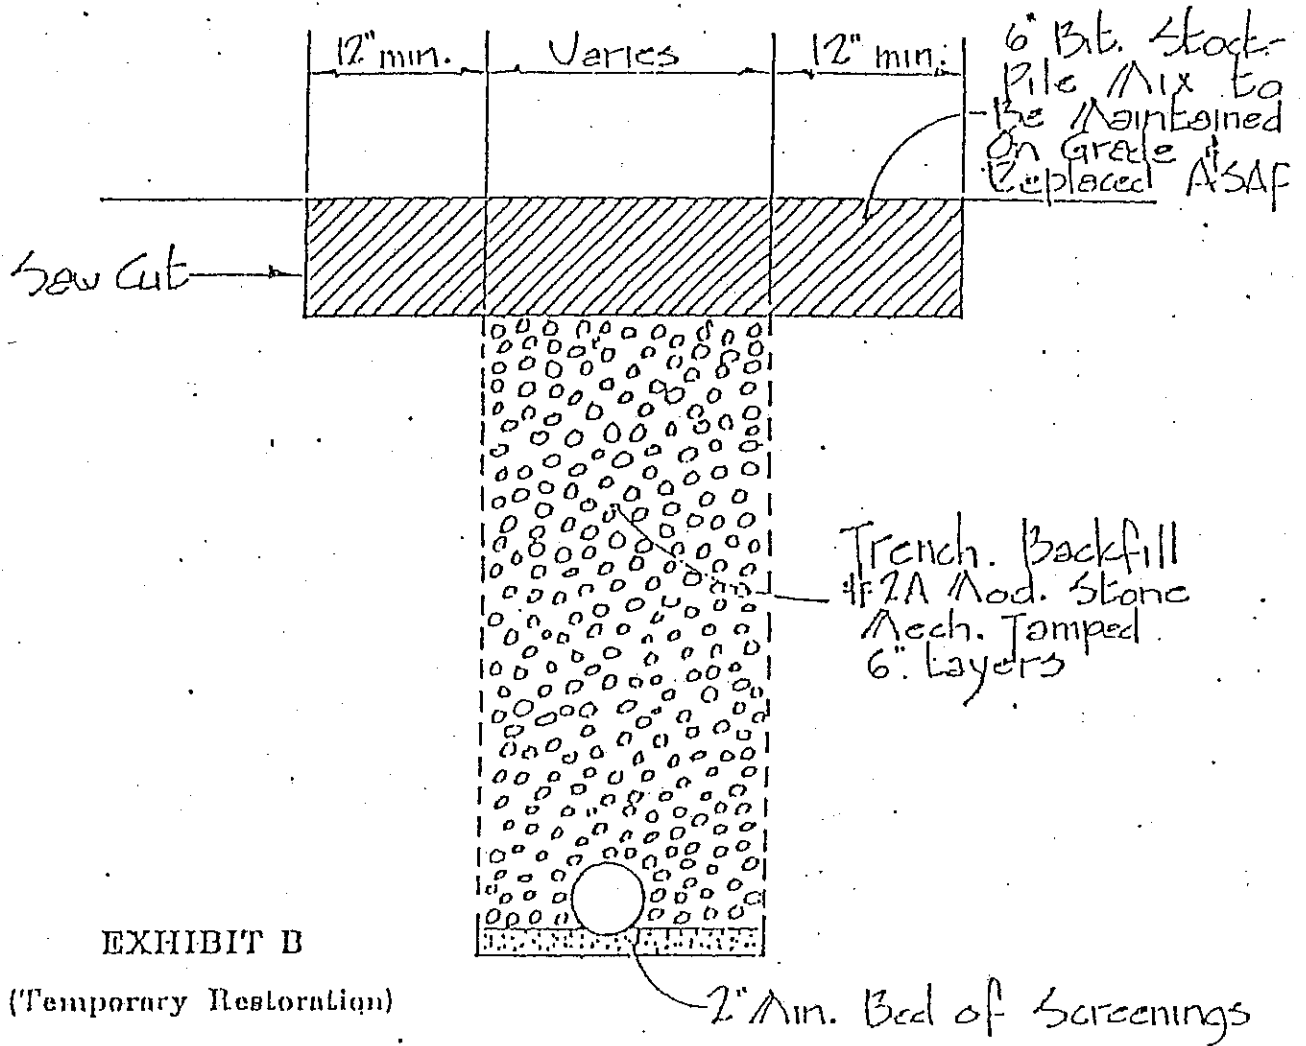 12" min.
Varies
12" min.
6" Bit. Stock-
Pile Mix to
Be Maintained
On Grade &
Replaced ASAP
Saw Cut
Trench Backfill
#2A Mod. Stone
Mech. Tamped
6" Layers
EXHIBIT B
(Temporary Restoration)
2" Min. Bed of Screenings